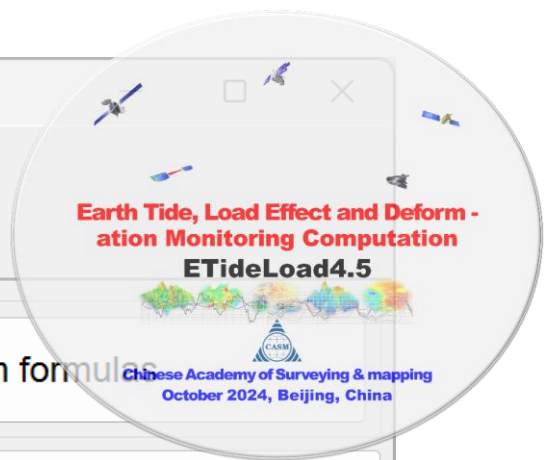 Earth Tide, Load Effect and Deform -
ation Monitoring Computation
ETideLoad4.5
CASM
n formulas
Chinese Academy of Surveying & mapping
October 2024, Beijing, China